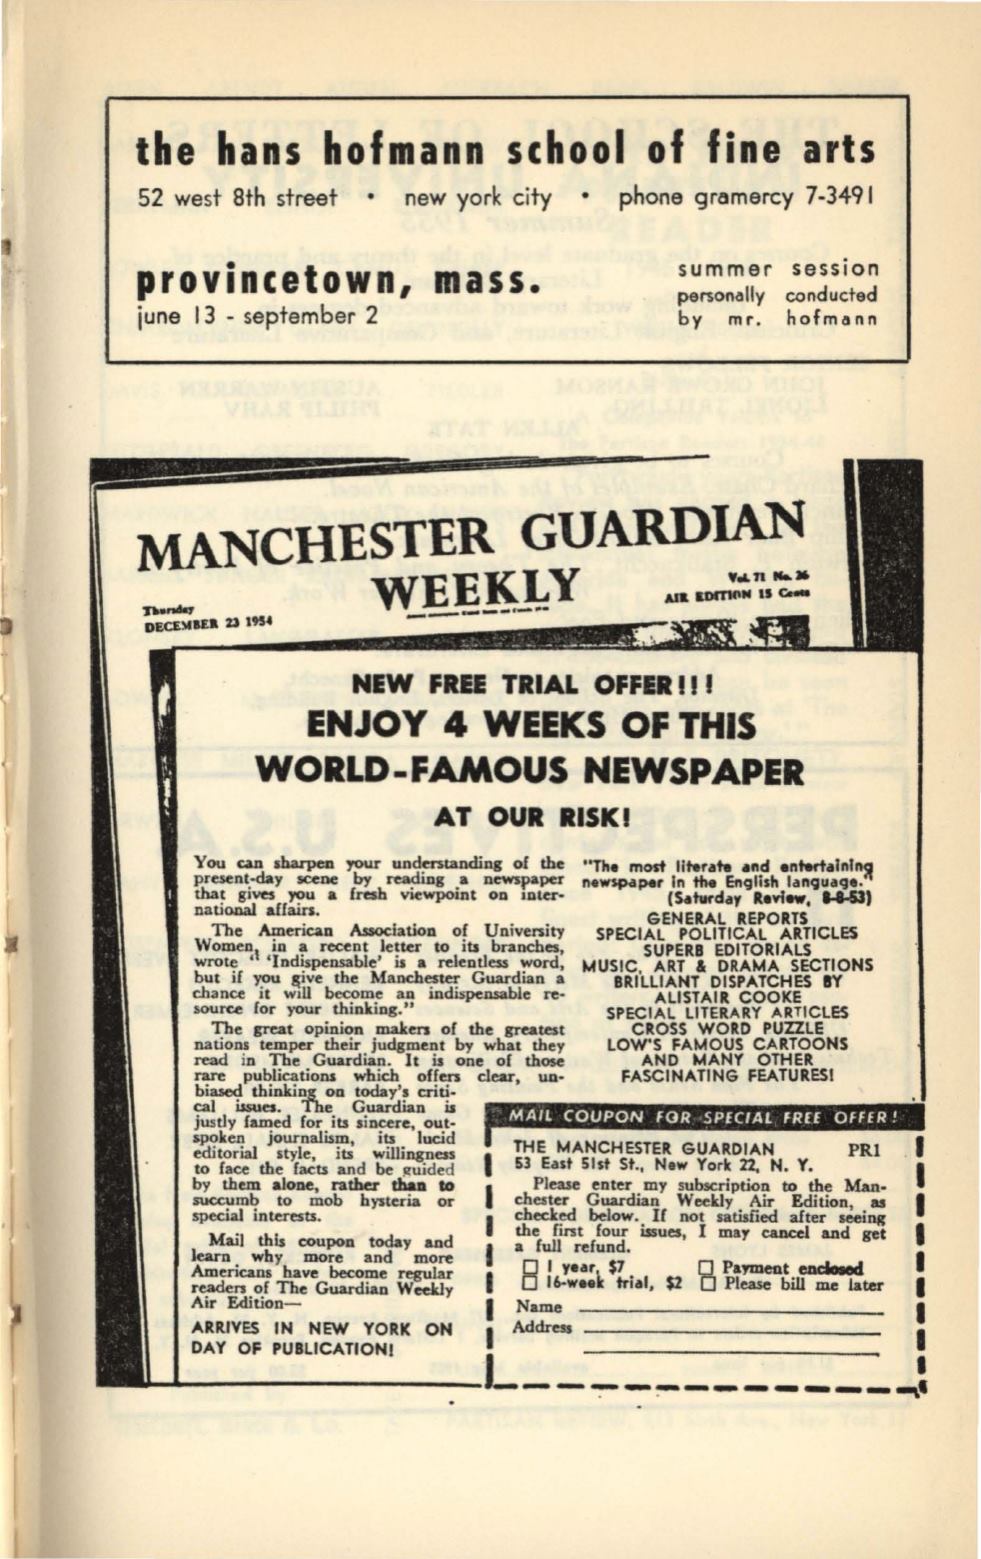 the hans hofmann school of fine arts
52 west 8th street • new york city • phone gramercy 7-3491
provincetown, mass.
june 13 - september 2
summer session
personally conducted
by mr. hofmann
MANCHESTER GUARDIAN
WEEKLY
Thursday
DECEMBER 23 1954
Vol. 71 No. 26
AIR EDITION 15 Cents
NEW FREE TRIAL OFFER!!!
ENJOY 4 WEEKS OF THIS
WORLD-FAMOUS NEWSPAPER
AT OUR RISK!
You can sharpen your understanding of the
present-day scene by reading a newspaper
that gives you a fresh viewpoint on inter-
national affairs.
The American Association of University
Women, in a recent letter to its branches,
wrote " 'Indispensable' is a relentless word,
but if you give the Manchester Guardian a
chance it will become an indispensable re-
source for your thinking."
The great opinion makers of the greatest
nations temper their judgment by what they
read in The Guardian. It is one of those
rare publications which offers clear, un-
biased thinking on today's criti-
cal issues. The Guardian is
justly famed for its sincere, out-
spoken journalism, its lucid
editorial style, its willingness
to face the facts and be guided
by them alone, rather than to
succumb to mob hysteria or
special interests.
Mail this coupon today and
learn why more and more
Americans have become regular
readers of The Guardian Weekly
Air Edition—
ARRIVES IN NEW YORK ON
DAY OF PUBLICATION!
"The most literate and entertaining
newspaper in the English language."
(Saturday Review, 8-8-53)
GENERAL REPORTS
SPECIAL POLITICAL ARTICLES
SUPERB EDITORIALS
MUSIC, ART & DRAMA SECTIONS
BRILLIANT DISPATCHES BY
ALISTAIR COOKE
SPECIAL LITERARY ARTICLES
CROSS WORD PUZZLE
LOW'S FAMOUS CARTOONS
AND MANY OTHER
FASCINATING FEATURES!
MAIL COUPON FOR SPECIAL FREE OFFER!
THE MANCHESTER GUARDIAN PR1
53 East 51st St., New York 22, N. Y.
Please enter my subscription to the Man-
chester Guardian Weekly Air Edition, as
checked below. If not satisfied after seeing
the first four issues, I may cancel and get
a full refund.
☐ 1 year, $7 ☐ Payment enclosed
☐ 16-week trial, $2 ☐ Please bill me later
Name
Address